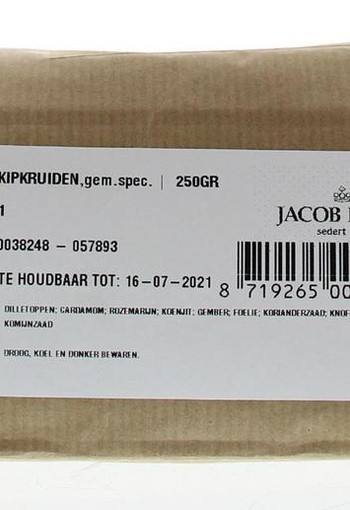 KIPKRUIDEN,gem.spec. | 250GR
1
0038248 – 057893
TE HOUDBAAR TOT: 16–07–2021
DILLETOPPEN; CARDAMOM; ROZEMARIJN; KOENJIT; GEMBER; FOELIE; KORIANDERZAAD; KNOF
KOMIJNZAAD
DROOG, KOEL EN DONKER BEWAREN.
JACOB
sedert
8 719265 00